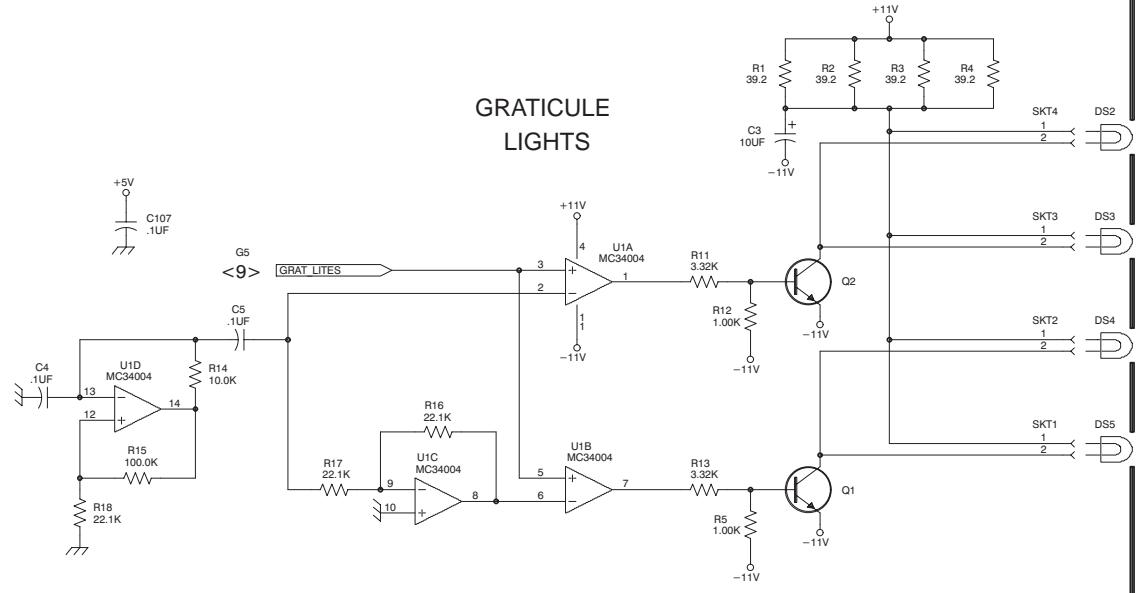 +11V
R1
39.2
R2
39.2
R3
39.2
R4
39.2
GRATICULE
LIGHTS
C3
10UF
+
−11V
SKT4
DS2
1
2
+5V
C107
.1UF
+11V
4
U1A
MC34004
G5
<9>
GRAT_LITES
3
+
2
−
1
1
1
−11V
R11
3.32K
R12
1.00K
−11V
Q2
−11V
SKT3
DS3
1
2
SKT2
DS4
1
2
C5
.1UF
C4
.1UF
U1D
MC34004
13
−
12
+
14
R14
10.0K
R15
100.0K
R18
22.1K
R16
22.1K
R17
22.1K
U1C
MC34004
9
−
10
+
8
U1B
MC34004
5
+
6
−
7
R13
3.32K
R5
1.00K
−11V
Q1
−11V
SKT1
DS5
1
2